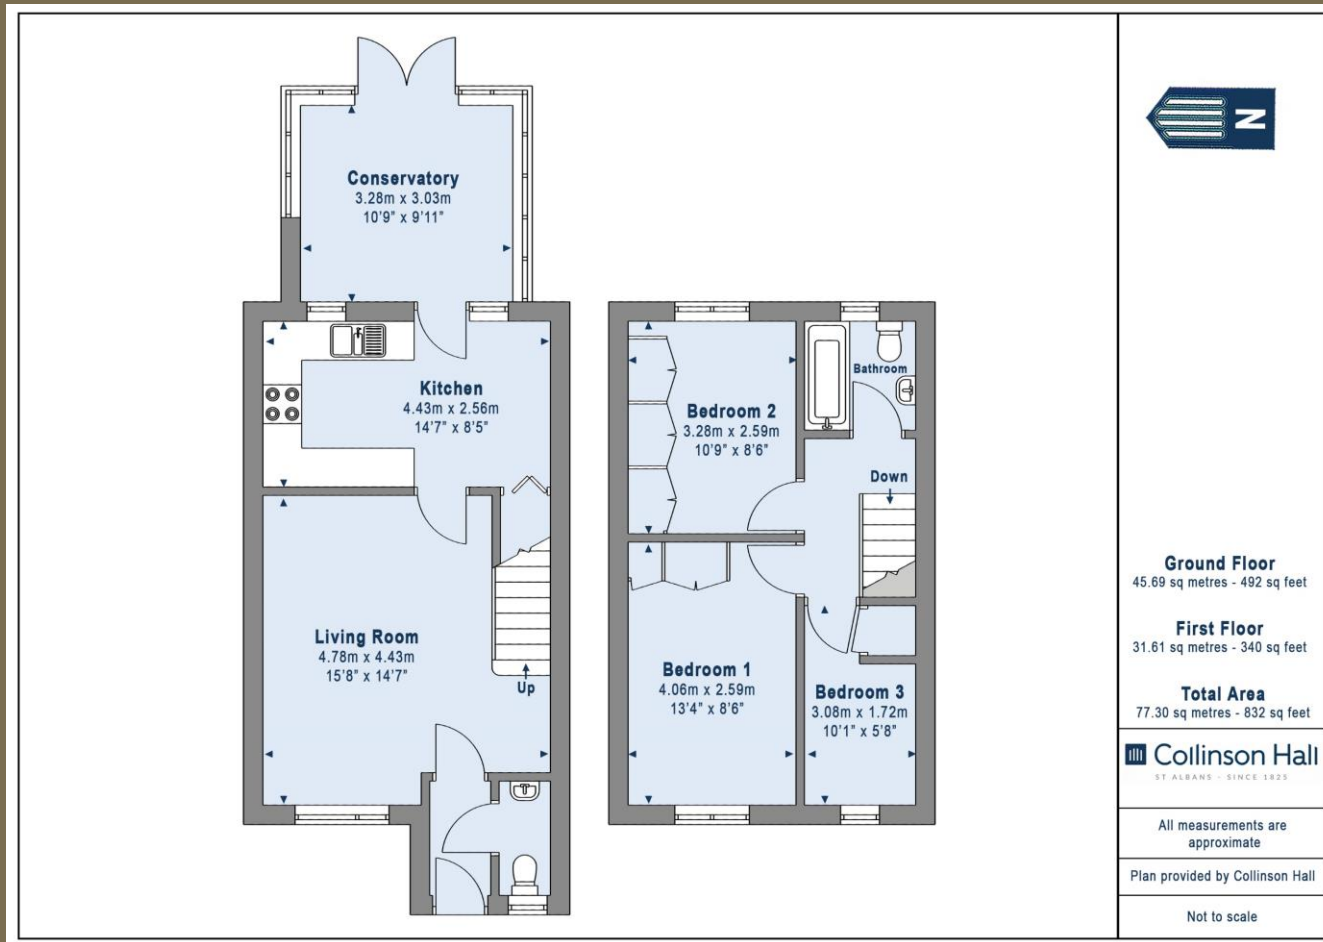 Conservatory
3.28m x 3.03m
10'9" x 9'11"
Kitchen
4.43m x 2.56m
14'7" x 8'5"
Living Room
4.78m x 4.43m
15'8" x 14'7"
Up
Bedroom 2
3.28m x 2.59m
10'9" x 8'6"
Bathroom
Down
Bedroom 1
4.06m x 2.59m
13'4" x 8'6"
Bedroom 3
3.08m x 1.72m
10'1" x 5'8"
N
Ground Floor
45.69 sq metres - 492 sq feet
First Floor
31.61 sq metres - 340 sq feet
Total Area
77.30 sq metres - 832 sq feet
Collinson Hall
ST ALBANS - SINCE 1825
All measurements are
approximate
Plan provided by Collinson Hall
Not to scale